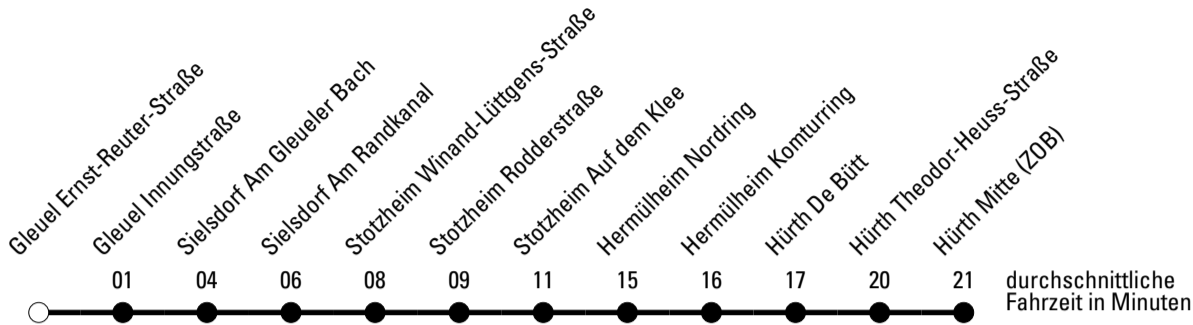 Gleuel Ernst-Reuter-Straße
Gleuel Innungstraße
Sielsdorf Am Gleueler Bach
Sielsdorf Am Randkanal
Stotzheim Winand-Lüttgens-Straße
Stotzheim Rodderstraße
Stotzheim Auf dem Klee
Hermülheim Nordring
Hermülheim Komturring
Hürth De Bütt
Hürth Theodor-Heuss-Straße
Hürth Mitte (ZOB)
01 04 06 08 09 11 15 16 17 20 21
durchschnittliche
Fahrzeit in Minuten